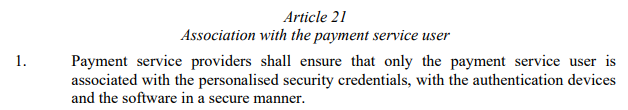 Article 21
Association with the payment service user
1. Payment service providers shall ensure that only the payment service user is
associated with the personalised security credentials, with the authentication devices
and the software in a secure manner.